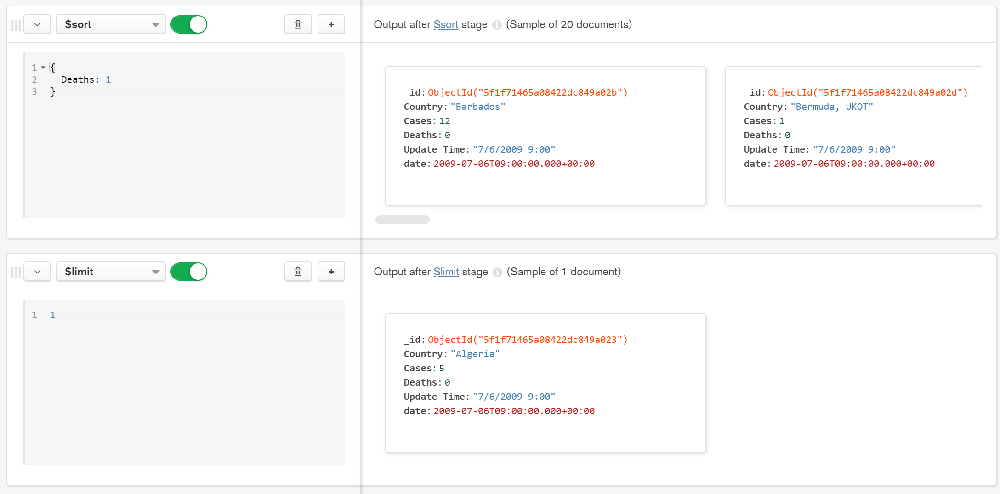 $sort
Output after $sort stage (Sample of 20 documents)
1 {
2 Deaths: 1
3 }
_id: ObjectId("5f1f71465a08422dc849a02b")
Country: "Barbados"
Cases: 12
Deaths: 0
Update Time: "7/6/2009 9:00"
date: 2009-07-06T09:00:00.000+00:00
_id: ObjectId("5f1f71465a08422dc849a02d")
Country: "Bermuda, UKOT"
Cases: 1
Deaths: 0
Update Time: "7/6/2009 9:00"
date: 2009-07-06T09:00:00.000+00:00
$limit
Output after $limit stage (Sample of 1 document)
1 1
_id: ObjectId("5f1f71465a08422dc849a023")
Country: "Algeria"
Cases: 5
Deaths: 0
Update Time: "7/6/2009 9:00"
date: 2009-07-06T09:00:00.000+00:00